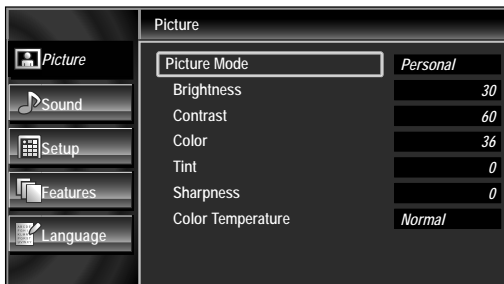 Picture
Picture
Sound
Setup
Features
Language
Picture Mode Personal
Brightness 30
Contrast 60
Color 36
Tint 0
Sharpness 0
Color Temperature Normal